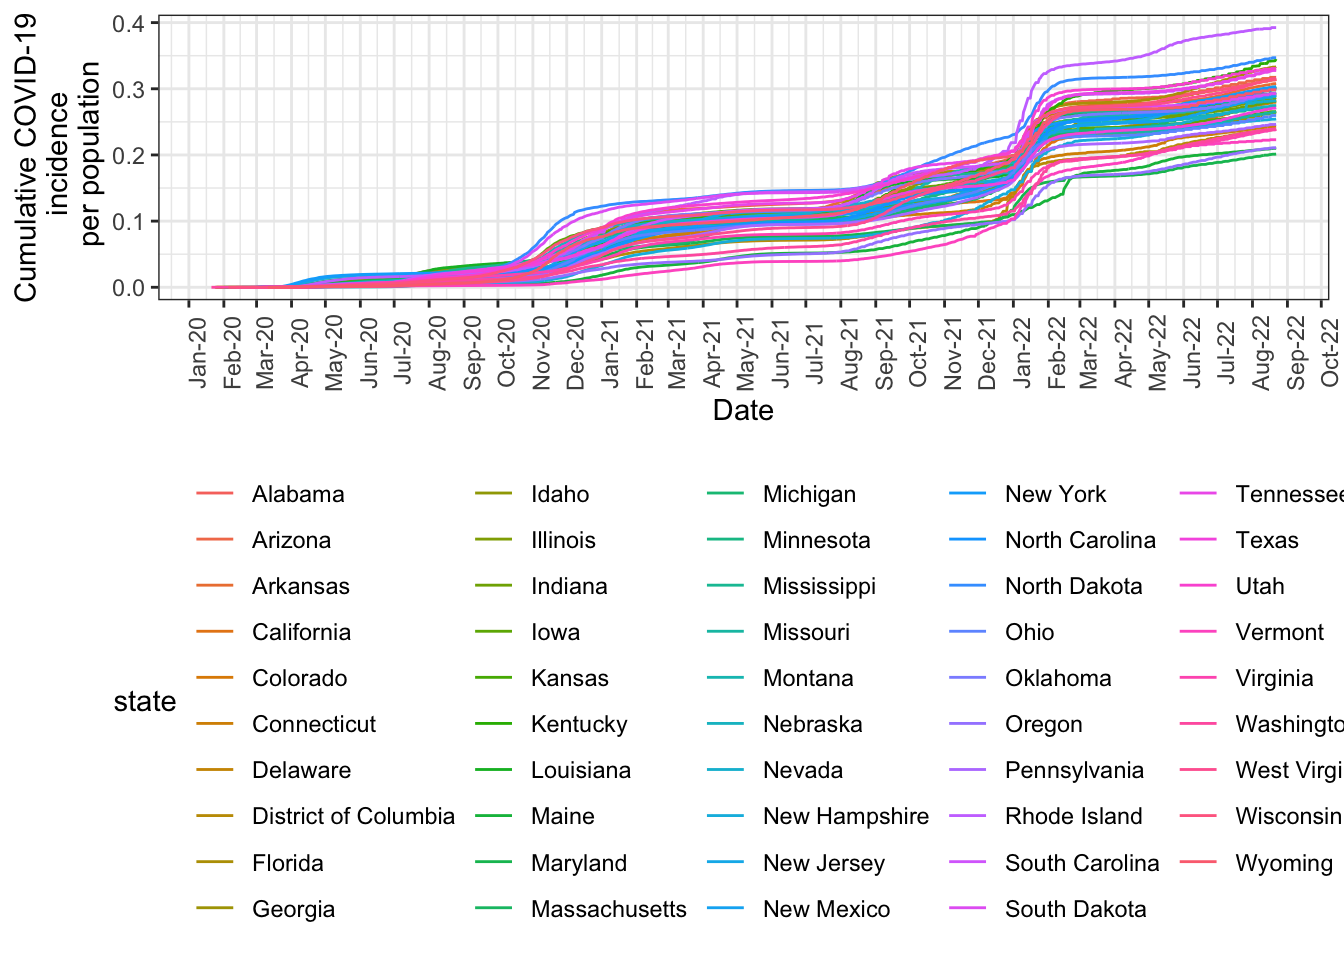 Cumulative COVID-19
incidence
per population
0.4
0.3
0.2
0.1
0.0
Jan-20
Feb-20
Mar-20
Apr-20
May-20
Jun-20
Jul-20
Aug-20
Sep-20
Oct-20
Nov-20
Dec-20
Jan-21
Feb-21
Mar-21
Apr-21
May-21
Jun-21
Jul-21
Aug-21
Sep-21
Oct-21
Nov-21
Dec-21
Jan-22
Feb-22
Mar-22
Apr-22
May-22
Jun-22
Jul-22
Aug-22
Sep-22
Oct-22
Date
state
Alabama
Arizona
Arkansas
California
Colorado
Connecticut
Delaware
District of Columbia
Florida
Georgia
Idaho
Illinois
Indiana
Iowa
Kansas
Kentucky
Louisiana
Maine
Maryland
Massachusetts
Michigan
Minnesota
Mississippi
Missouri
Montana
Nebraska
Nevada
New Hampshire
New Jersey
New Mexico
New York
North Carolina
North Dakota
Ohio
Oklahoma
Oregon
Pennsylvania
Rhode Island
South Carolina
South Dakota
Tennessee
Texas
Utah
Vermont
Virginia
Washingto
West Virgi
Wisconsin
Wyoming